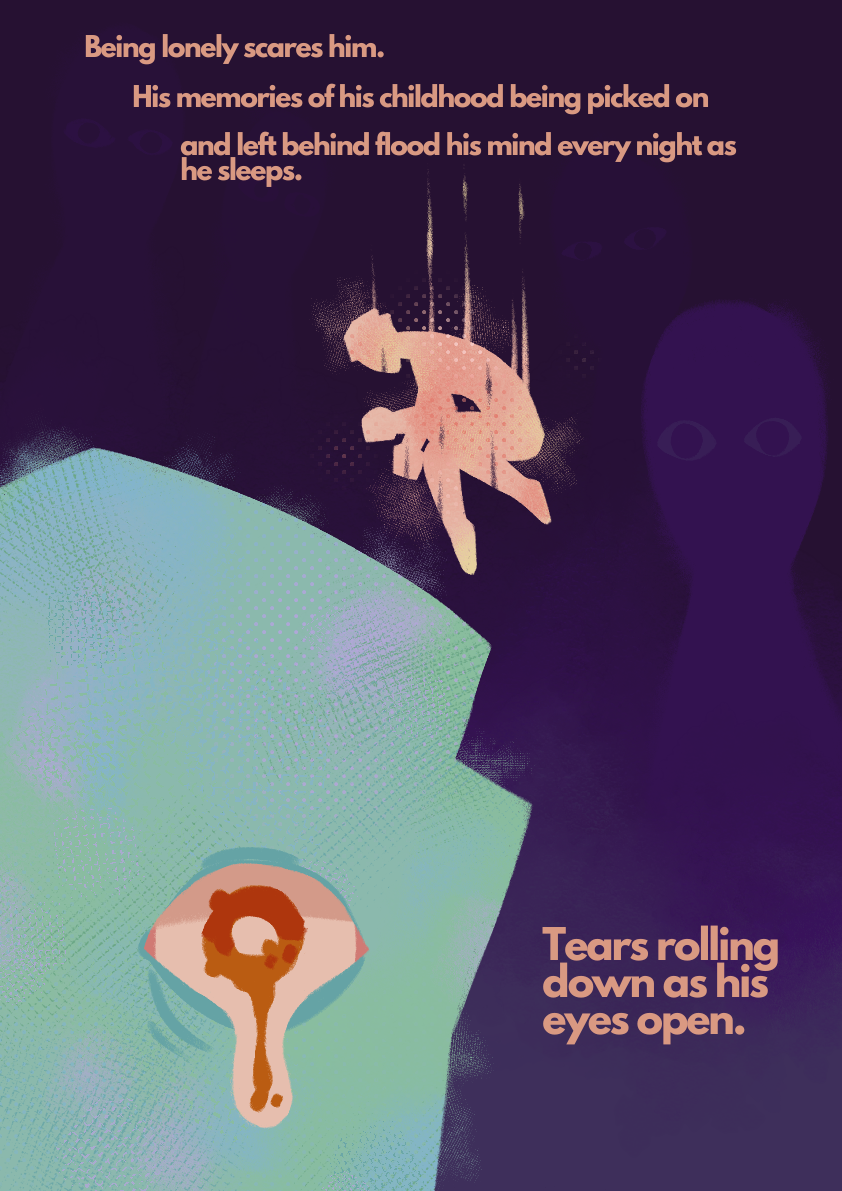 Being lonely scares him.
His memories of his childhood being picked on
and left behind flood his mind every night as
he sleeps.
Tears rolling
down as his
eyes open.